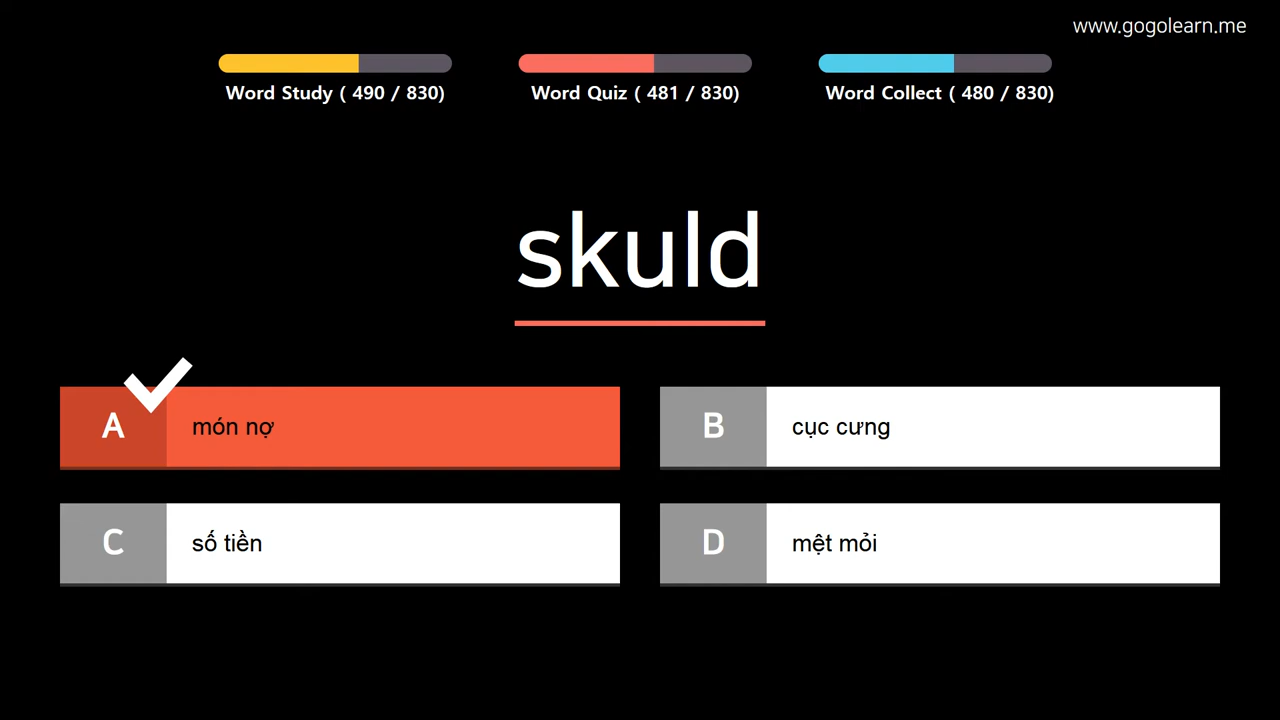 www.gogolearn.me
Word Study ( 490 / 830)
Word Quiz ( 481 / 830)
Word Collect ( 480 / 830)
skuld
A món nợ
B cục cưng
C số tiền
D mệt mỏi